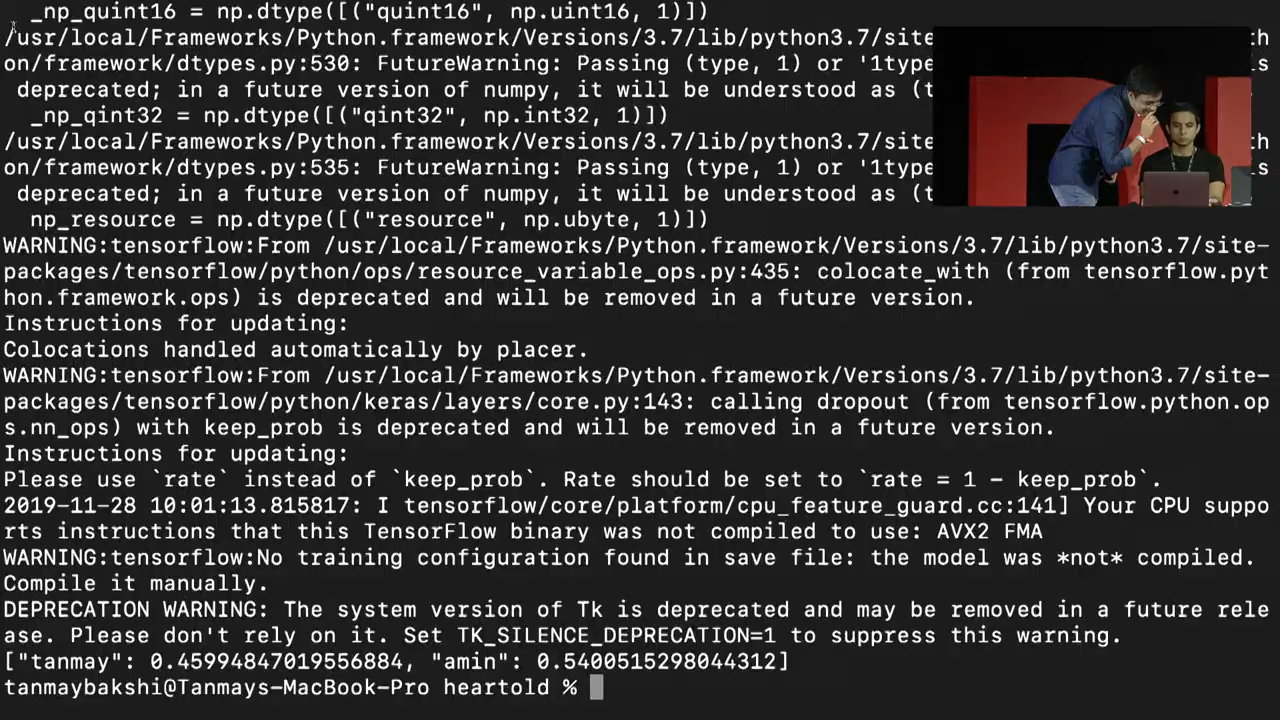 _np_quint16 = np.dtype([("quint16", np.uint16, 1)])
/usr/local/Frameworks/Python.framework/Versions/3.7/lib/python3.7/site
on/framework/dtypes.py:530: FutureWarning: Passing (type, 1) or '1type
deprecated; in a future version of numpy, it will be understood as (t
_np_qint32 = np.dtype([("qint32", np.int32, 1)])
/usr/local/Frameworks/Python.framework/Versions/3.7/lib/python3.7/site
on/framework/dtypes.py:535: FutureWarning: Passing (type, 1) or '1type
deprecated; in a future version of numpy, it will be understood as (t
np_resource = np.dtype([("resource", np.ubyte, 1)])
WARNING:tensorflow:From /usr/local/Frameworks/Python.framework/Versions/3.7/lib/python3.7/site-
packages/tensorflow/python/ops/resource_variable_ops.py:435: colocate_with (from tensorflow.pyt
hon.framework.ops) is deprecated and will be removed in a future version.
Instructions for updating:
Colocations handled automatically by placer.
WARNING:tensorflow:From /usr/local/Frameworks/Python.framework/Versions/3.7/lib/python3.7/site-
packages/tensorflow/python/keras/layers/core.py:143: calling dropout (from tensorflow.python.op
s.nn_ops) with keep_prob is deprecated and will be removed in a future version.
Instructions for updating:
Please use `rate` instead of `keep_prob`. Rate should be set to `rate = 1 - keep_prob`.
2019-11-28 10:01:13.815817: I tensorflow/core/platform/cpu_feature_guard.cc:141] Your CPU suppo
rts instructions that this TensorFlow binary was not compiled to use: AVX2 FMA
WARNING:tensorflow:No training configuration found in save file: the model was *not* compiled.
Compile it manually.
DEPRECATION WARNING: The system version of Tk is deprecated and may be removed in a future rele
ase. Please don't rely on it. Set TK_SILENCE_DEPRECATION=1 to suppress this warning.
["tanmay": 0.45994847019556884, "amin": 0.5400515298044312]
tanmaybakshi@Tanmays-MacBook-Pro heartold %